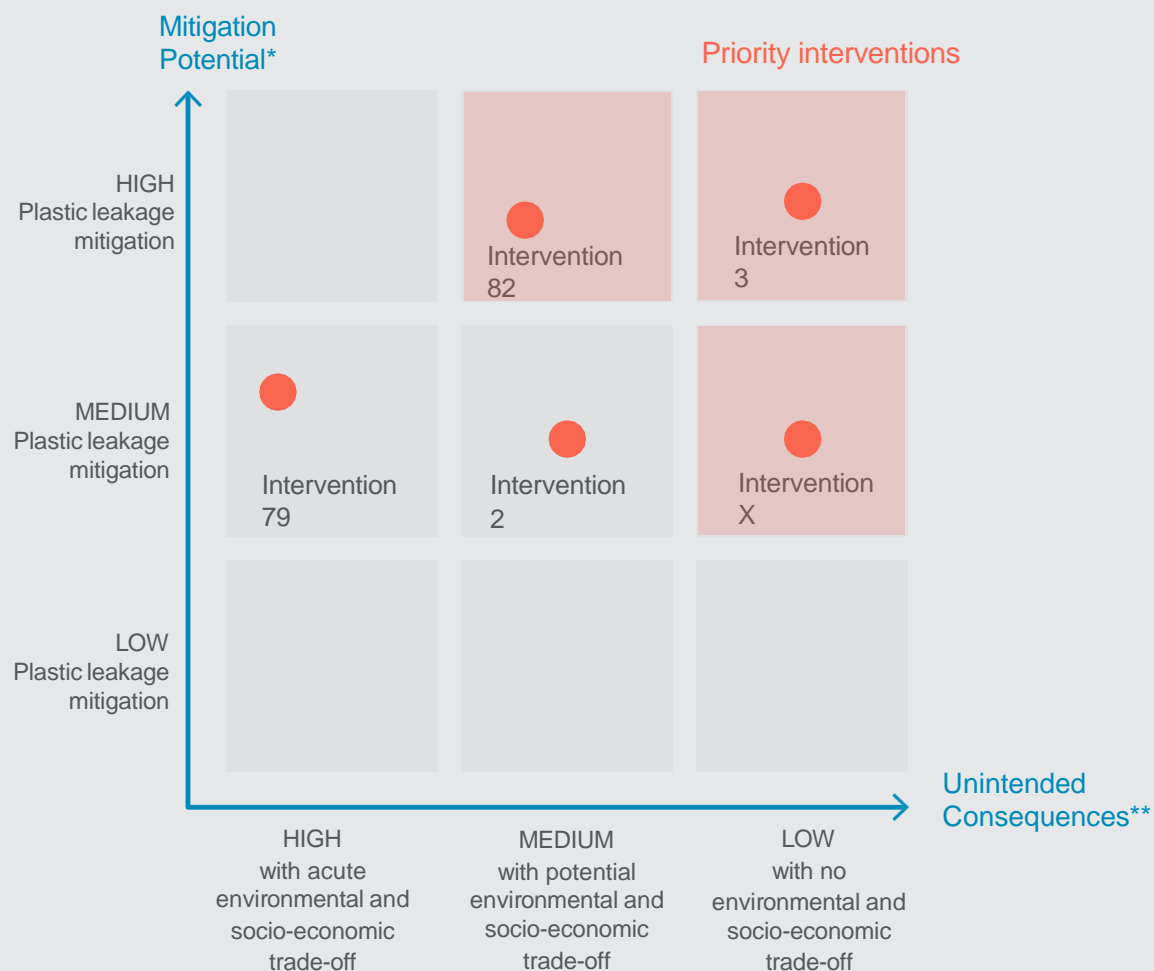 Mitigation
Potential*
Priority interventions
HIGH
Plastic leakage
mitigation
Intervention
82
Intervention
3
MEDIUM
Plastic leakage
mitigation
Intervention
79
Intervention
2
Intervention
X
LOW
Plastic leakage
mitigation
Unintended
Consequences**
HIGH
with acute
environmental and
socio-economic
trade-off
MEDIUM
with potential
environmental and
socio-economic
trade-off
LOW
with no
environmental and
socio-economic
trade-off